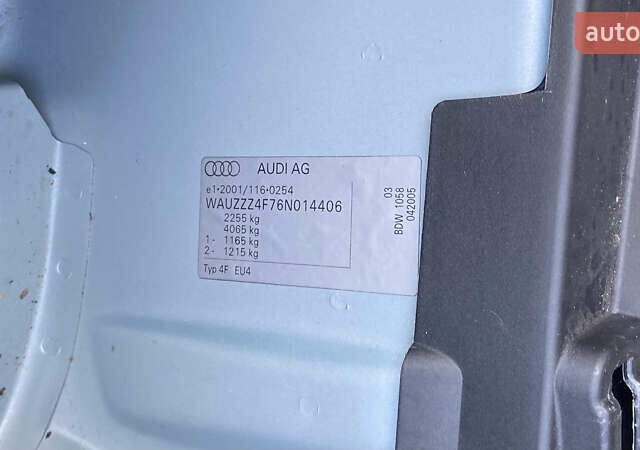 auto
AUDI AG
e1•2001/116•0254
WAUZZZ4F76N014406
2255 kg
4065 kg
1- 1165 kg
2- 1215 kg
Typ 4F EU4
03
BDW 1058
042005